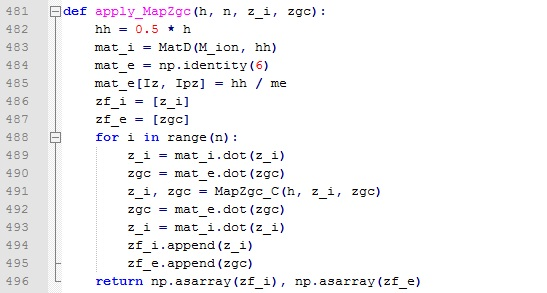 481 def apply_MapZgc(h, n, z_i, zgc):
482     hh = 0.5 * h
483     mat_i = MatD(M_ion, hh)
484     mat_e = np.identity(6)
485     mat_e[Iz, Ipz] = hh / me
486     zf_i = [z_i]
487     zf_e = [zgc]
488     for i in range(n):
489         z_i = mat_i.dot(z_i)
490         zgc = mat_e.dot(zgc)
491         z_i, zgc = MapZgc_C(h, z_i, zgc)
492         zgc = mat_e.dot(zgc)
493         z_i = mat_i.dot(z_i)
494         zf_i.append(z_i)
495         zf_e.append(zgc)
496     return np.asarray(zf_i), np.asarray(zf_e)